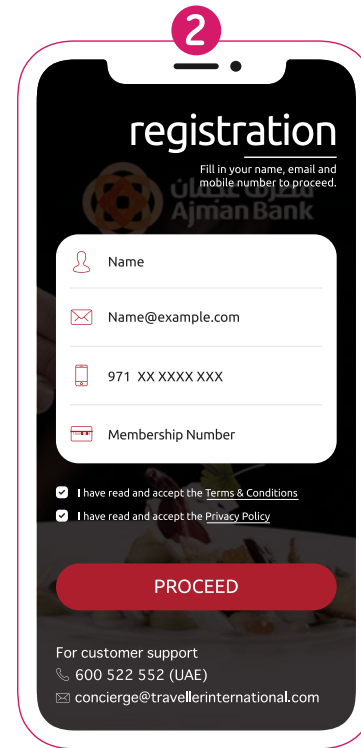 2
registration
Fill in your name, email and
mobile number to proceed.
مصرف عجمان
Ajman Bank
Name
Name@example.com
971 XX XXXX XXX
Membership Number
I have read and accept the Terms & Conditions
I have read and accept the Privacy Policy
PROCEED
For customer support
600 522 552 (UAE)
concierge@travellerinternational.com